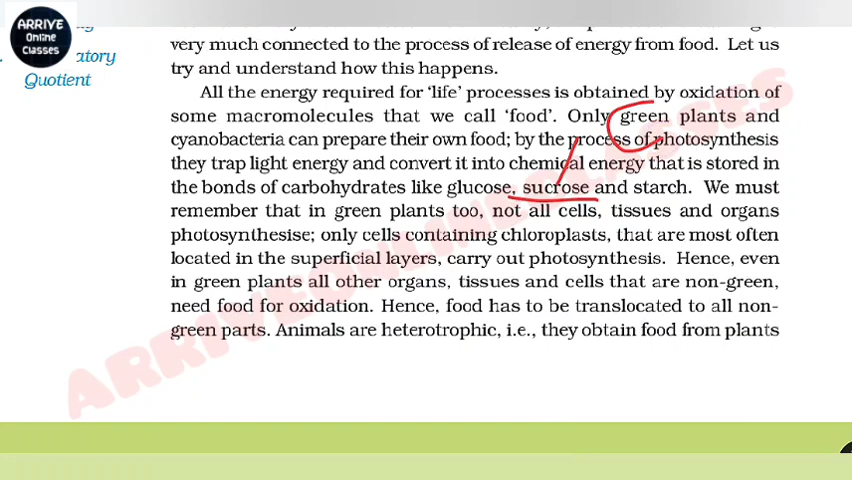 ARRIVE
Online
Classes
atory
Quotient
very much connected to the process of release of energy from food. Let us
try and understand how this happens.
All the energy required for ‘life’ processes is obtained by oxidation of
some macromolecules that we call ‘food’. Only green plants and
cyanobacteria can prepare their own food; by the process of photosynthesis
they trap light energy and convert it into chemical energy that is stored in
the bonds of carbohydrates like glucose, sucrose and starch. We must
remember that in green plants too, not all cells, tissues and organs
photosynthesise; only cells containing chloroplasts, that are most often
located in the superficial layers, carry out photosynthesis. Hence, even
in green plants all other organs, tissues and cells that are non-green,
need food for oxidation. Hence, food has to be translocated to all non-
green parts. Animals are heterotrophic, i.e., they obtain food from plants
ARRIVEONLINECLASSES